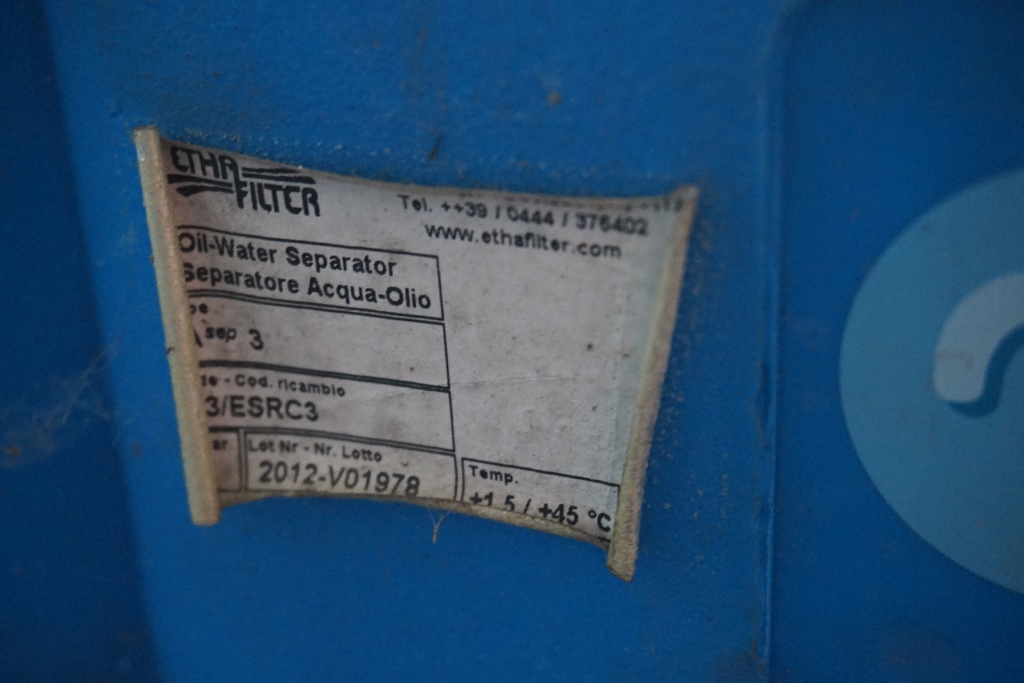 ETHA
FILTER
Tel. ++39 / 0444 / 376402
www.ethafilter.com
Oil-Water Separator
Separatore Acqua-Olio
sep 3
- Cod. ricambio
3/ESRC3
Lot Nr - Nr. Lotto
2012-V01978
Temp.
+1.5 / +45 °C